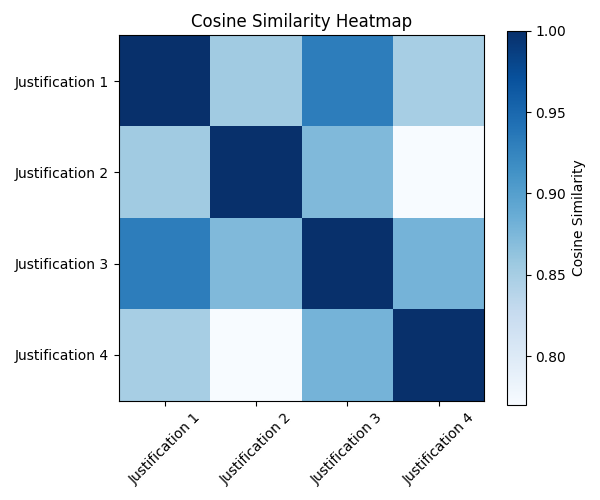 Cosine Similarity Heatmap
Justification 1
Justification 2
Justification 3
Justification 4
Justification 1
Justification 2
Justification 3
Justification 4
1.00
0.95
0.90
0.85
0.80
Cosine Similarity